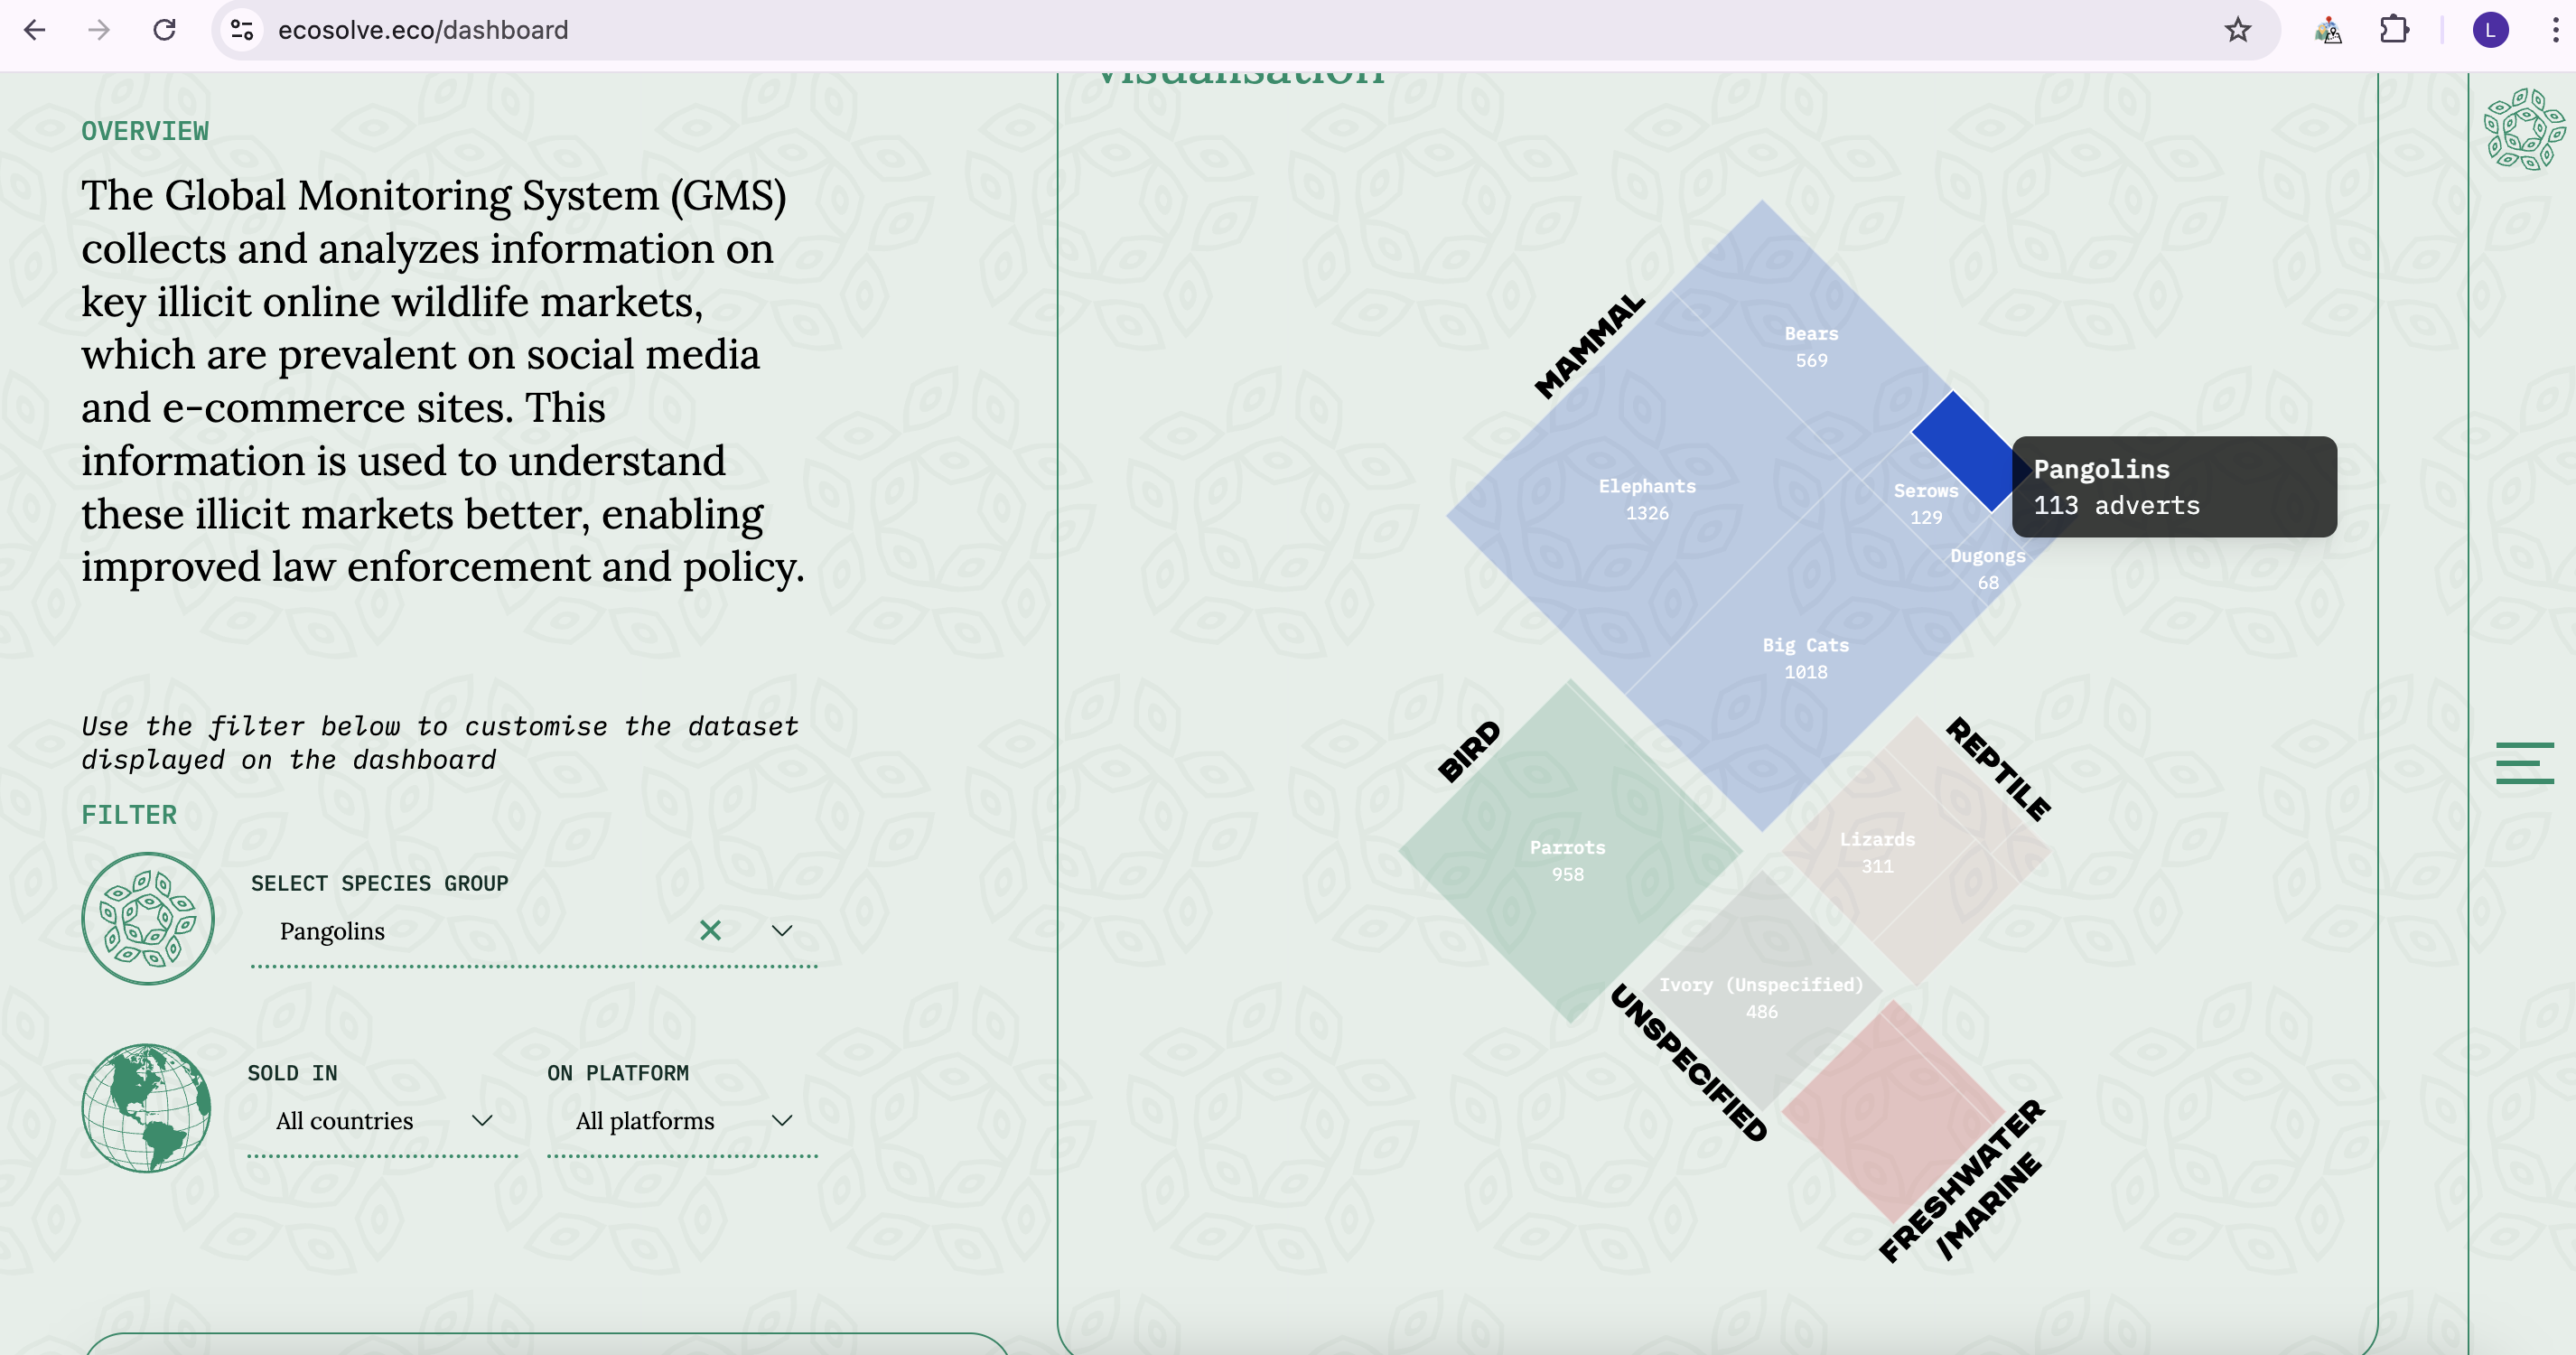 ecosolve.eco/dashboard
L
Visualisation
OVERVIEW
The Global Monitoring System (GMS)
collects and analyzes information on
key illicit online wildlife markets,
which are prevalent on social media
and e-commerce sites. This
information is used to understand
these illicit markets better, enabling
improved law enforcement and policy.
Use the filter below to customise the dataset
displayed on the dashboard
FILTER
SELECT SPECIES GROUP
Pangolins
SOLD IN
All countries
ON PLATFORM
All platforms
MAMMAL
Bears
569
Elephants
1326
Serows
129
Pangolins
113 adverts
Dugongs
68
Big Cats
1018
BIRD
Parrots
958
REPTILE
Lizards
311
UNSPECIFIED
Ivory (Unspecified)
486
FRESHWATER
/MARINE